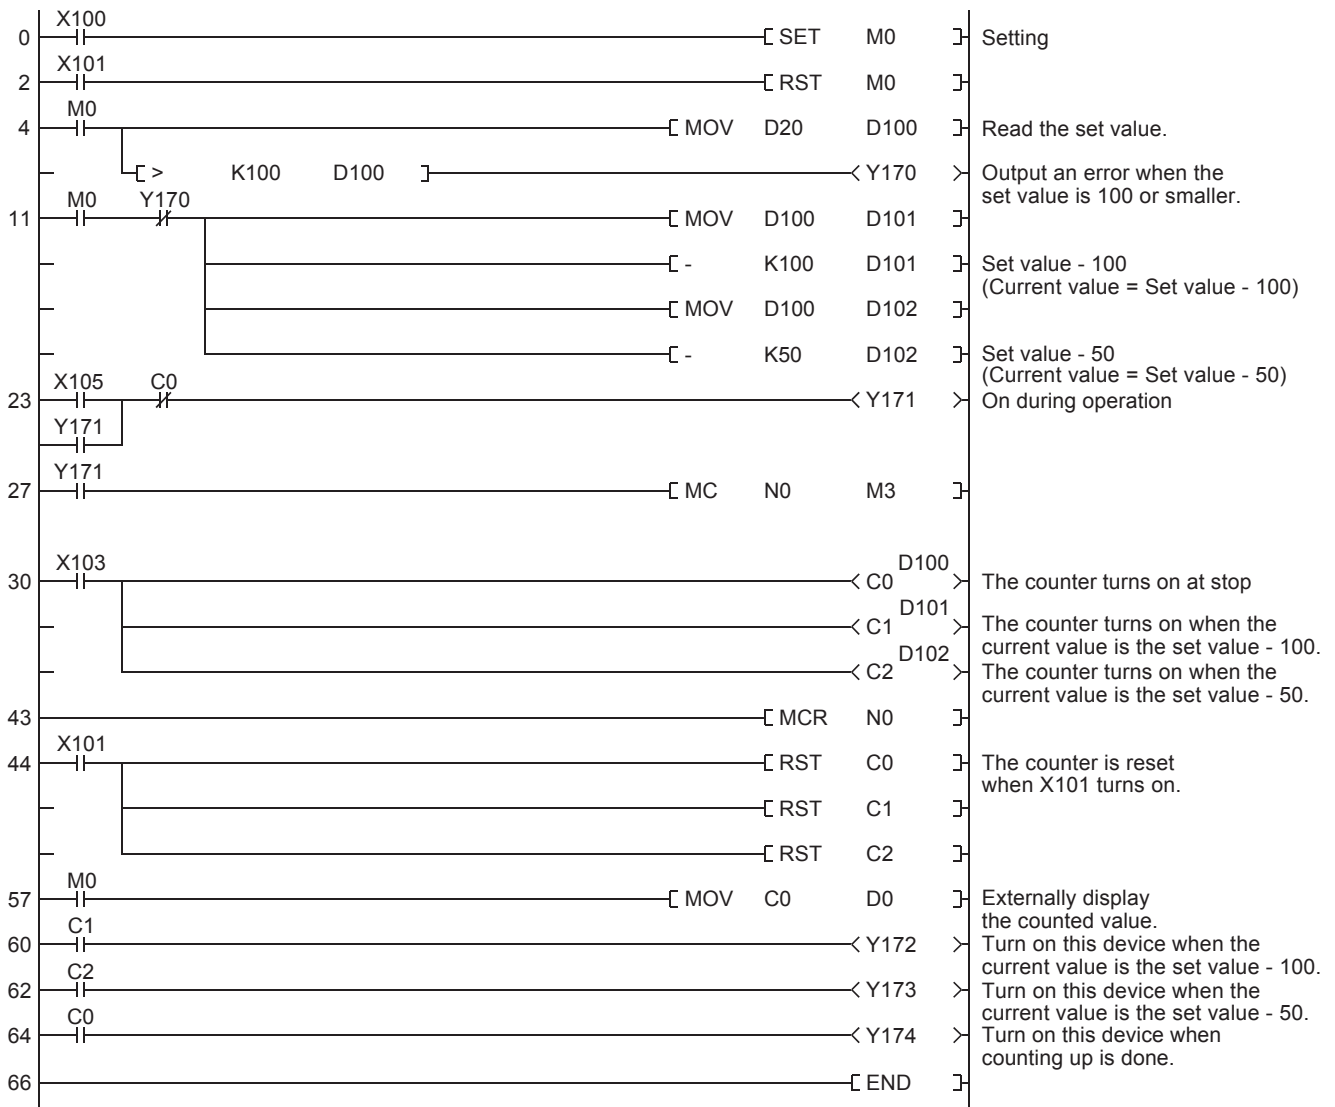 X100
0 SET M0 Setting
X101
2 RST M0
M0
4 MOV D20 D100 Read the set value.
> K100 D100 Y170 Output an error when the
set value is 100 or smaller.
M0 Y170
11 MOV D100 D101
- K100 D101 Set value - 100
(Current value = Set value - 100)
MOV D100 D102
- K50 D102 Set value - 50
(Current value = Set value - 50)
X105 C0
23 Y171 On during operation
Y171
Y171
27 MC N0 M3
X103 D100
30 C0 The counter turns on at stop
D101
C1 The counter turns on when the
current value is the set value - 100.
D102
C2 The counter turns on when the
current value is the set value - 50.
43 MCR N0
X101
44 RST C0 The counter is reset
when X101 turns on.
RST C1
RST C2
M0
57 MOV C0 D0 Externally display
the counted value.
C1
60 Y172 Turn on this device when the
current value is the set value - 100.
C2
62 Y173 Turn on this device when the
current value is the set value - 50.
C0
64 Y174 Turn on this device when
counting up is done.
66 END